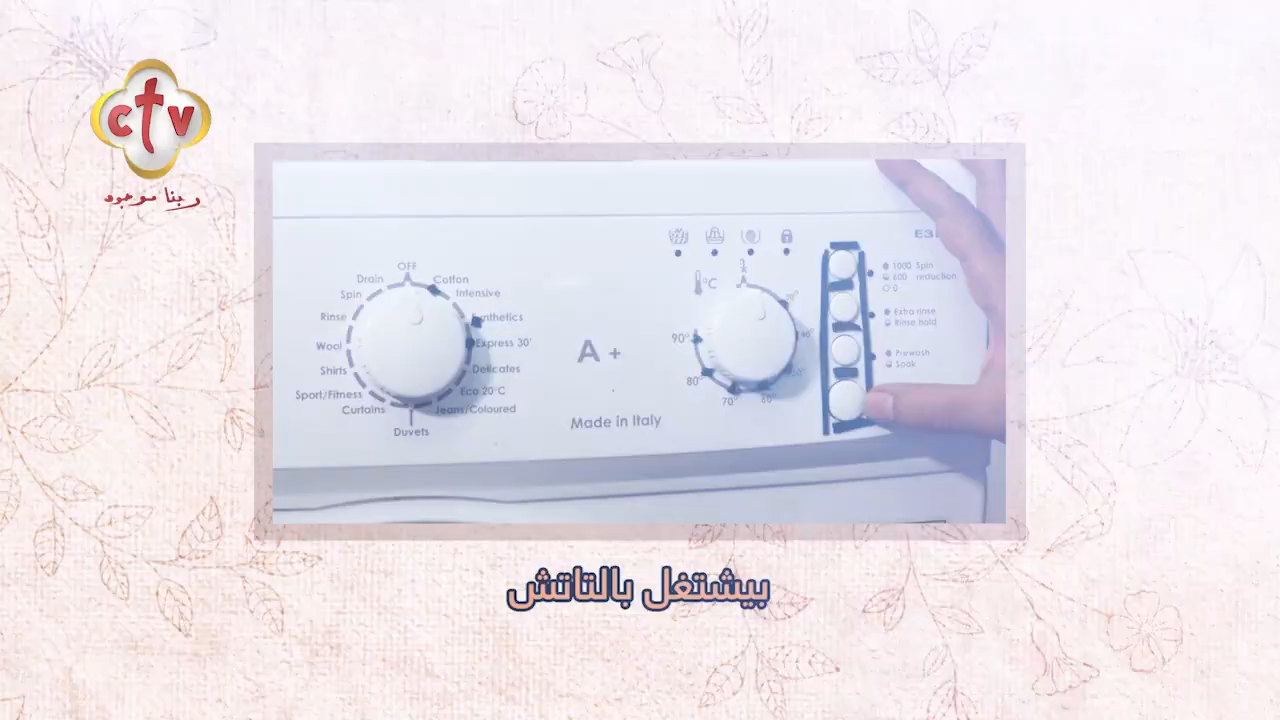 ctv
ربنا موجود
OFF
Drain
Spin
Rinse
Wool
Shirts
Sport/Fitness
Curtains
Duvets
Cotton
Intensive
Synthetics
Express 30'
Delicates
Eco 20°C
Jeans/Coloured
A +
Made in Italy
°C
90°
80°
70°
60°
40°
1000 Spin
600 reduction
0
Extra rinse
Rinse hold
Prewash
Soak
بيشتغل بالتاتش